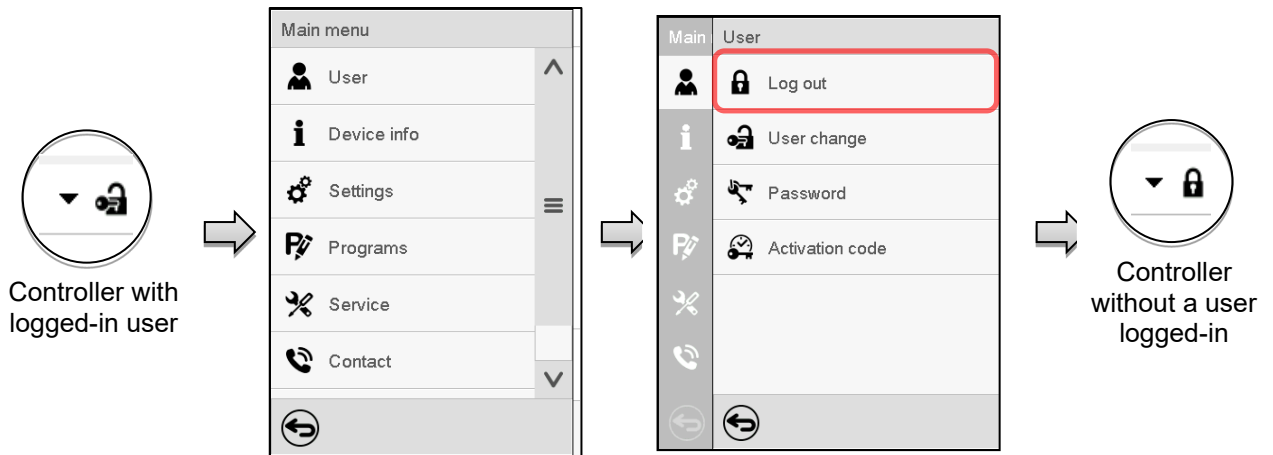 Controller with
logged-in user
Main menu
User
Device info
Settings
Programs
Service
Contact
Main
User
Log out
User change
Password
Activation code
Controller
without a user
logged-in